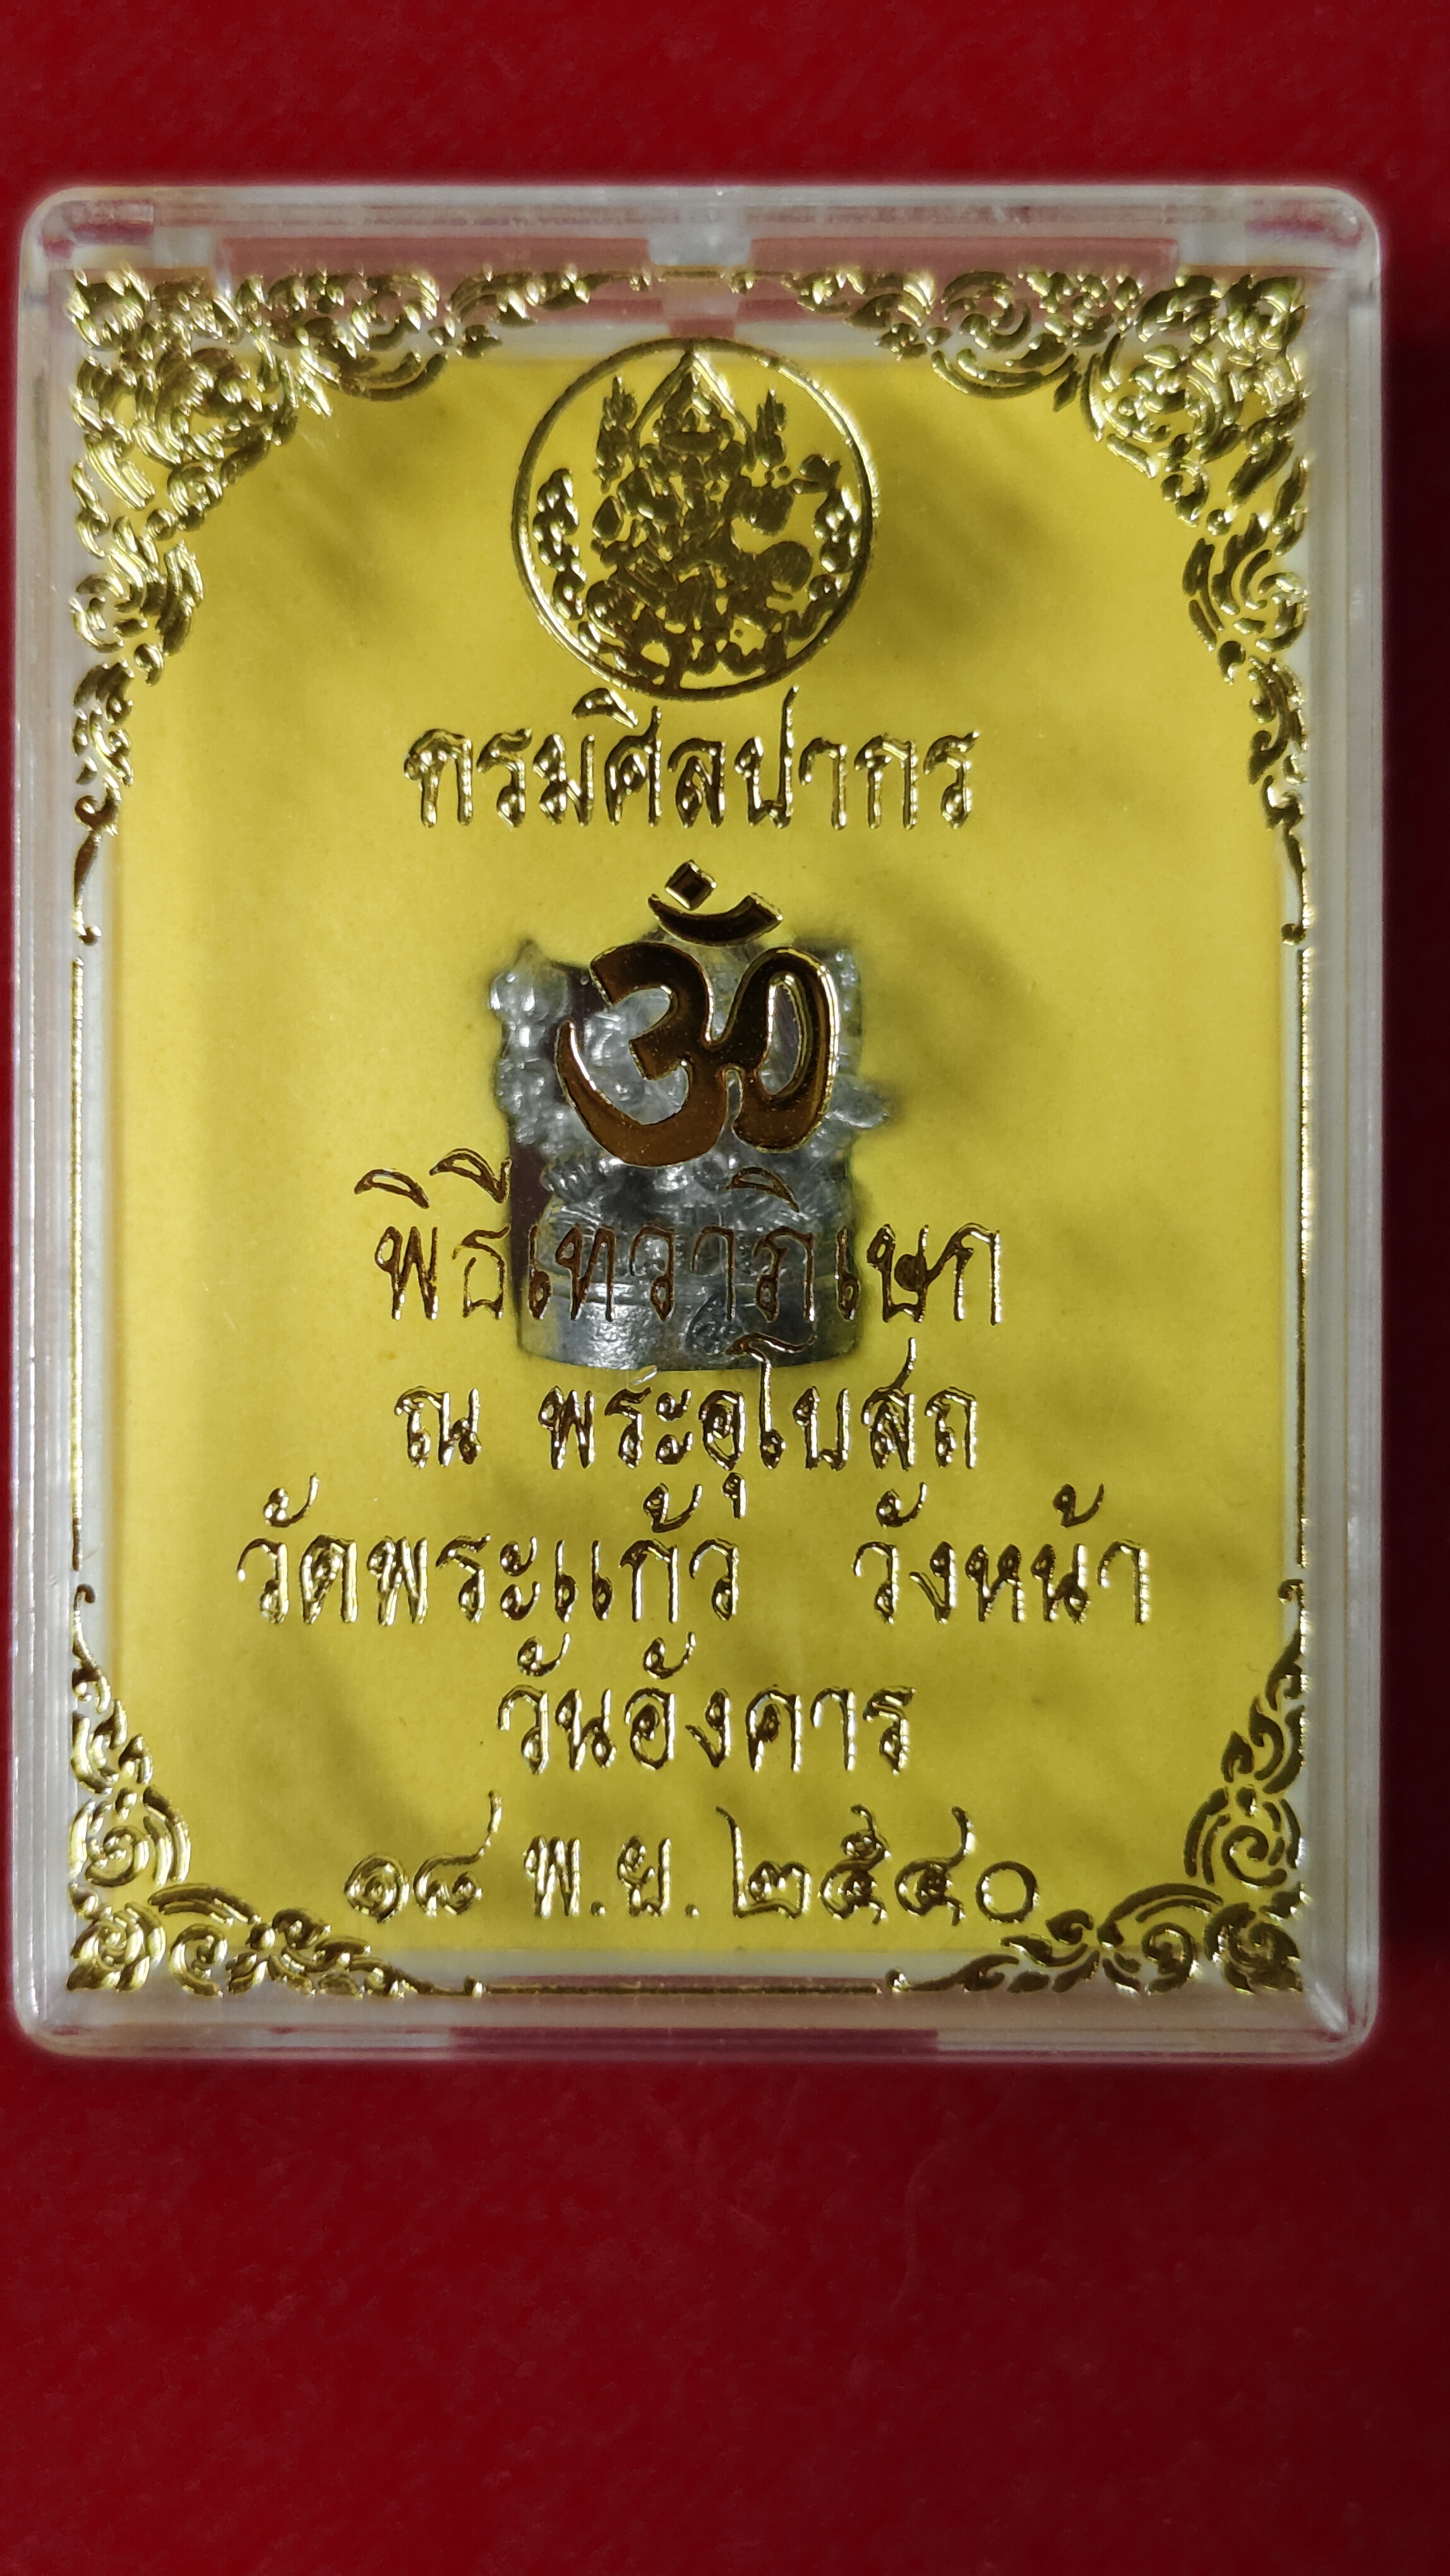 กรมศิลปากร
ॐ
พิธีเทวาภิเษก
ณ พระอุโบสถ
วัดพระแก้ว วังหน้า
วันอังคาร
๑๘ พ.ย.๒๕๔๐